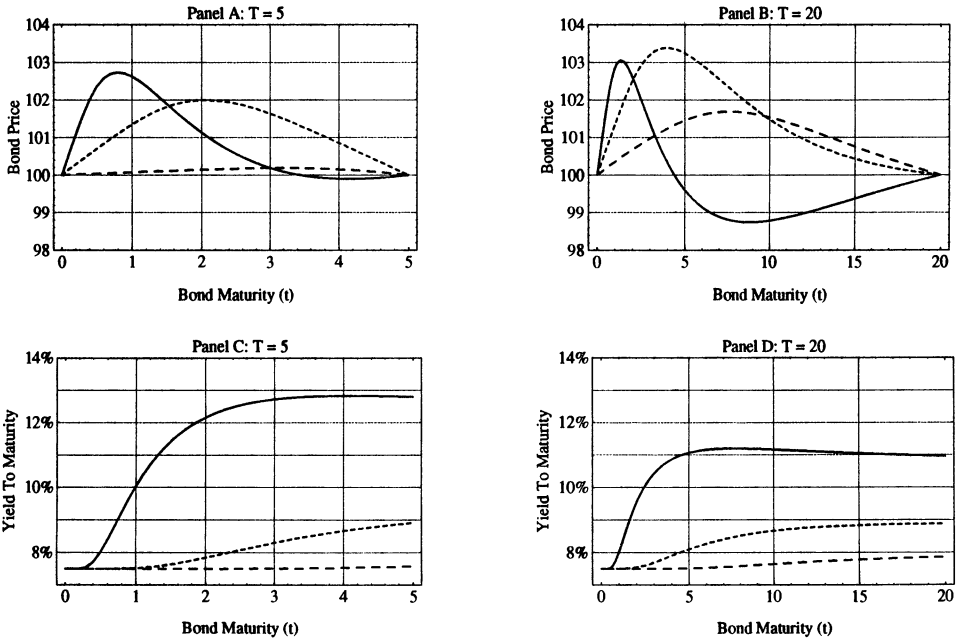 Panel A: T = 5
104
103
102
101
100
99
98
Bond Price
0 1 2 3 4 5
Bond Maturity (t)
Panel B: T = 20
104
103
102
101
100
99
98
Bond Price
0 5 10 15 20
Bond Maturity (t)
Panel C: T = 5
14%
12%
10%
8%
Yield To Maturity
0 1 2 3 4 5
Bond Maturity (t)
Panel D: T = 20
14%
12%
10%
8%
Yield To Maturity
0 5 10 15 20
Bond Maturity (t)